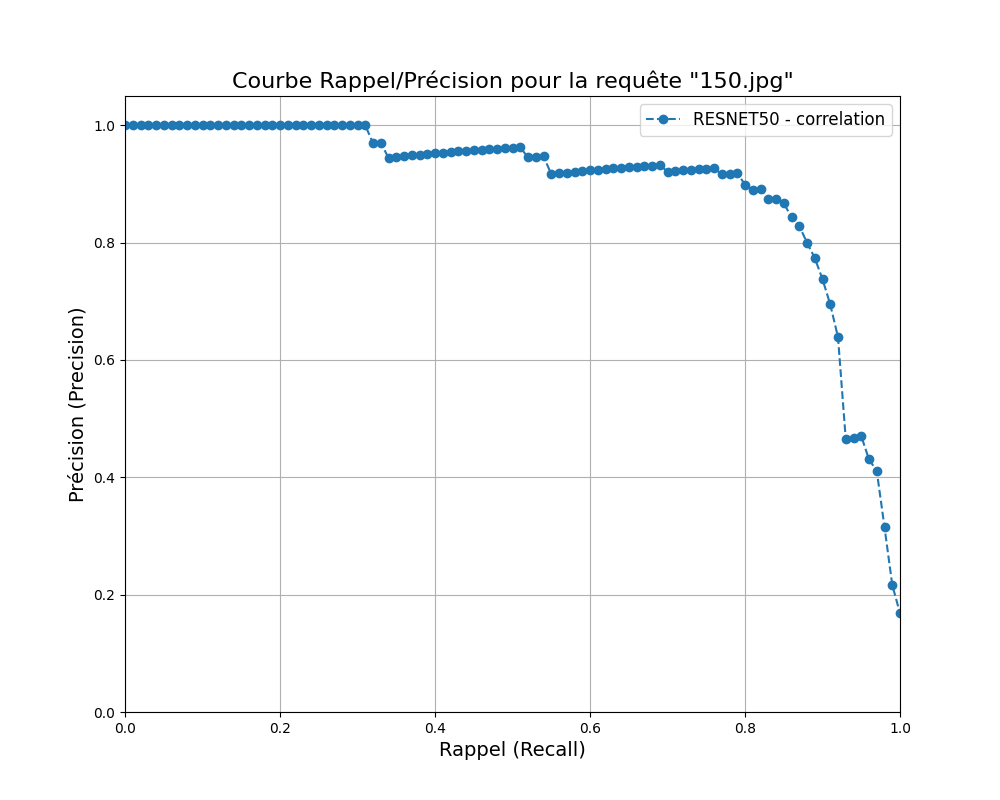 Courbe Rappel/Précision pour la requête "150.jpg"
RESNET50 - correlation
Précision (Precision)
1.0
0.8
0.6
0.4
0.2
0.0
0.0 0.2 0.4 0.6 0.8 1.0
Rappel (Recall)